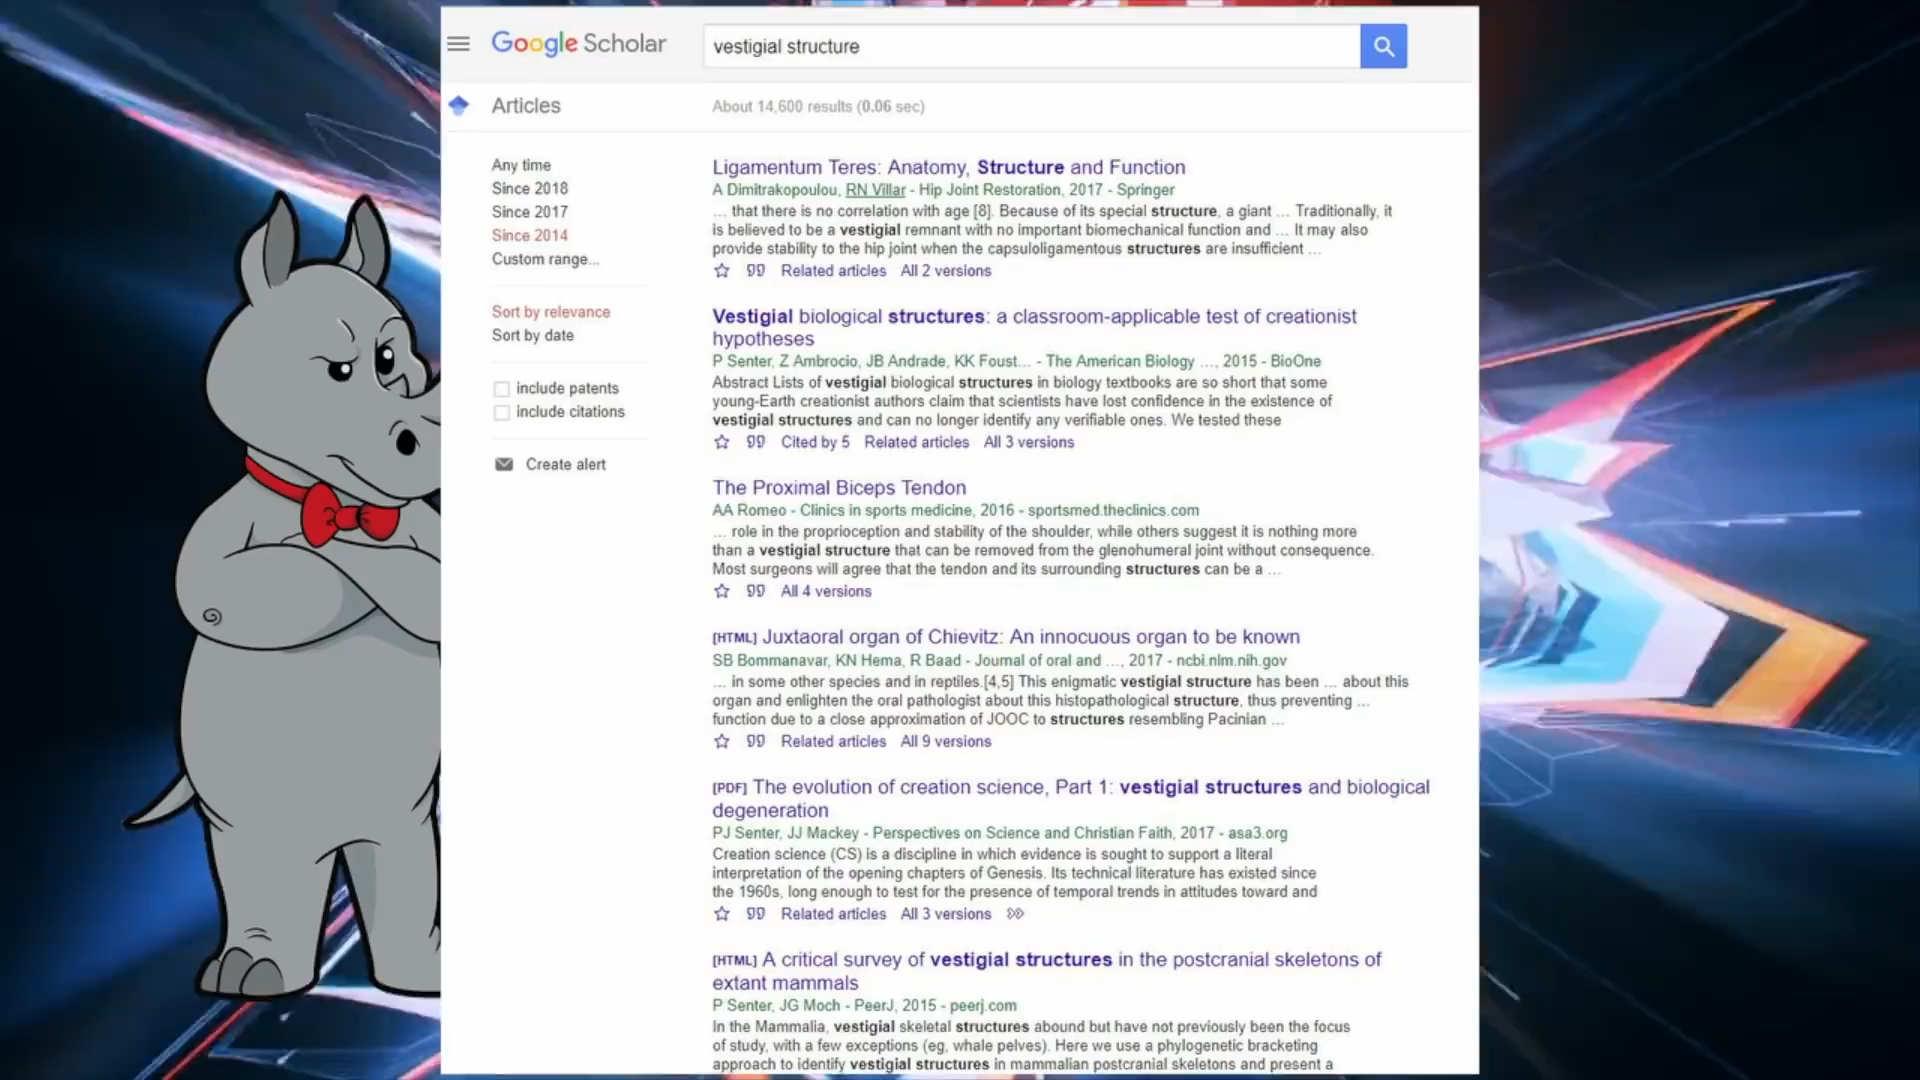 Google Scholar
vestigial structure
Articles
About 14,600 results (0.06 sec)
Any time
Since 2018
Since 2017
Since 2014
Custom range...
Sort by relevance
Sort by date
include patents
include citations
Create alert
Ligamentum Teres: Anatomy, Structure and Function
A Dimitrakopoulou, RN Villar - Hip Joint Restoration, 2017 - Springer
... that there is no correlation with age [8]. Because of its special structure, a giant ... Traditionally, it
is believed to be a vestigial remnant with no important biomechanical function and ... It may also
provide stability to the hip joint when the capsuloligamentous structures are insufficient ...
Related articles All 2 versions
Vestigial biological structures: a classroom-applicable test of creationist
hypotheses
P Senter, Z Ambrocio, JB Andrade, KK Foust... - The American Biology ..., 2015 - BioOne
Abstract Lists of vestigial biological structures in biology textbooks are so short that some
young-Earth creationist authors claim that scientists have lost confidence in the existence of
vestigial structures and can no longer identify any verifiable ones. We tested these
Cited by 5 Related articles All 3 versions
The Proximal Biceps Tendon
AA Romeo - Clinics in sports medicine, 2016 - sportsmed.theclinics.com
... role in the proprioception and stability of the shoulder, while others suggest it is nothing more
than a vestigial structure that can be removed from the glenohumeral joint without consequence.
Most surgeons will agree that the tendon and its surrounding structures can be a ...
All 4 versions
[HTML] Juxtaoral organ of Chievitz: An innocuous organ to be known
SB Bommanavar, KN Hema, R Baad - Journal of oral and ..., 2017 - ncbi.nlm.nih.gov
... in some other species and in reptiles.[4,5] This enigmatic vestigial structure has been ... about this
organ and enlighten the oral pathologist about this histopathological structure, thus preventing ...
function due to a close approximation of JOOC to structures resembling Pacinian ...
Related articles All 9 versions
[PDF] The evolution of creation science, Part 1: vestigial structures and biological
degeneration
PJ Senter, JJ Mackey - Perspectives on Science and Christian Faith, 2017 - asa3.org
Creation science (CS) is a discipline in which evidence is sought to support a literal
interpretation of the opening chapters of Genesis. Its technical literature has existed since
the 1960s, long enough to test for the presence of temporal trends in attitudes toward and
Related articles All 3 versions
[HTML] A critical survey of vestigial structures in the postcranial skeletons of
extant mammals
P Senter, JG Moch - PeerJ, 2015 - peerj.com
In the Mammalia, vestigial skeletal structures abound but have not previously been the focus
of study, with a few exceptions (eg, whale pelves). Here we use a phylogenetic bracketing
approach to identify vestigial structures in mammalian postcranial skeletons and present a